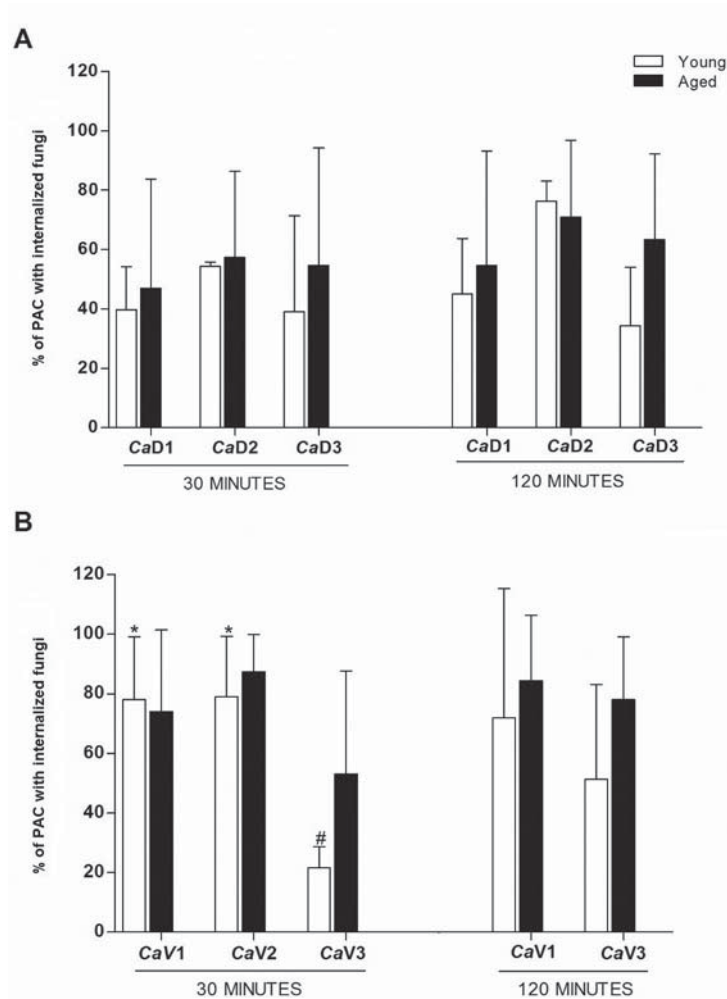 A
Young
Aged
% of PAC with internalized fungi
120
100
80
60
40
20
0
CaD1 CaD2 CaD3 CaD1 CaD2 CaD3
30 MINUTES 120 MINUTES
B
% of PAC with internalized fungi
120
100
80
60
40
20
0
* * #
CaV1 CaV2 CaV3 CaV1 CaV3
30 MINUTES 120 MINUTES